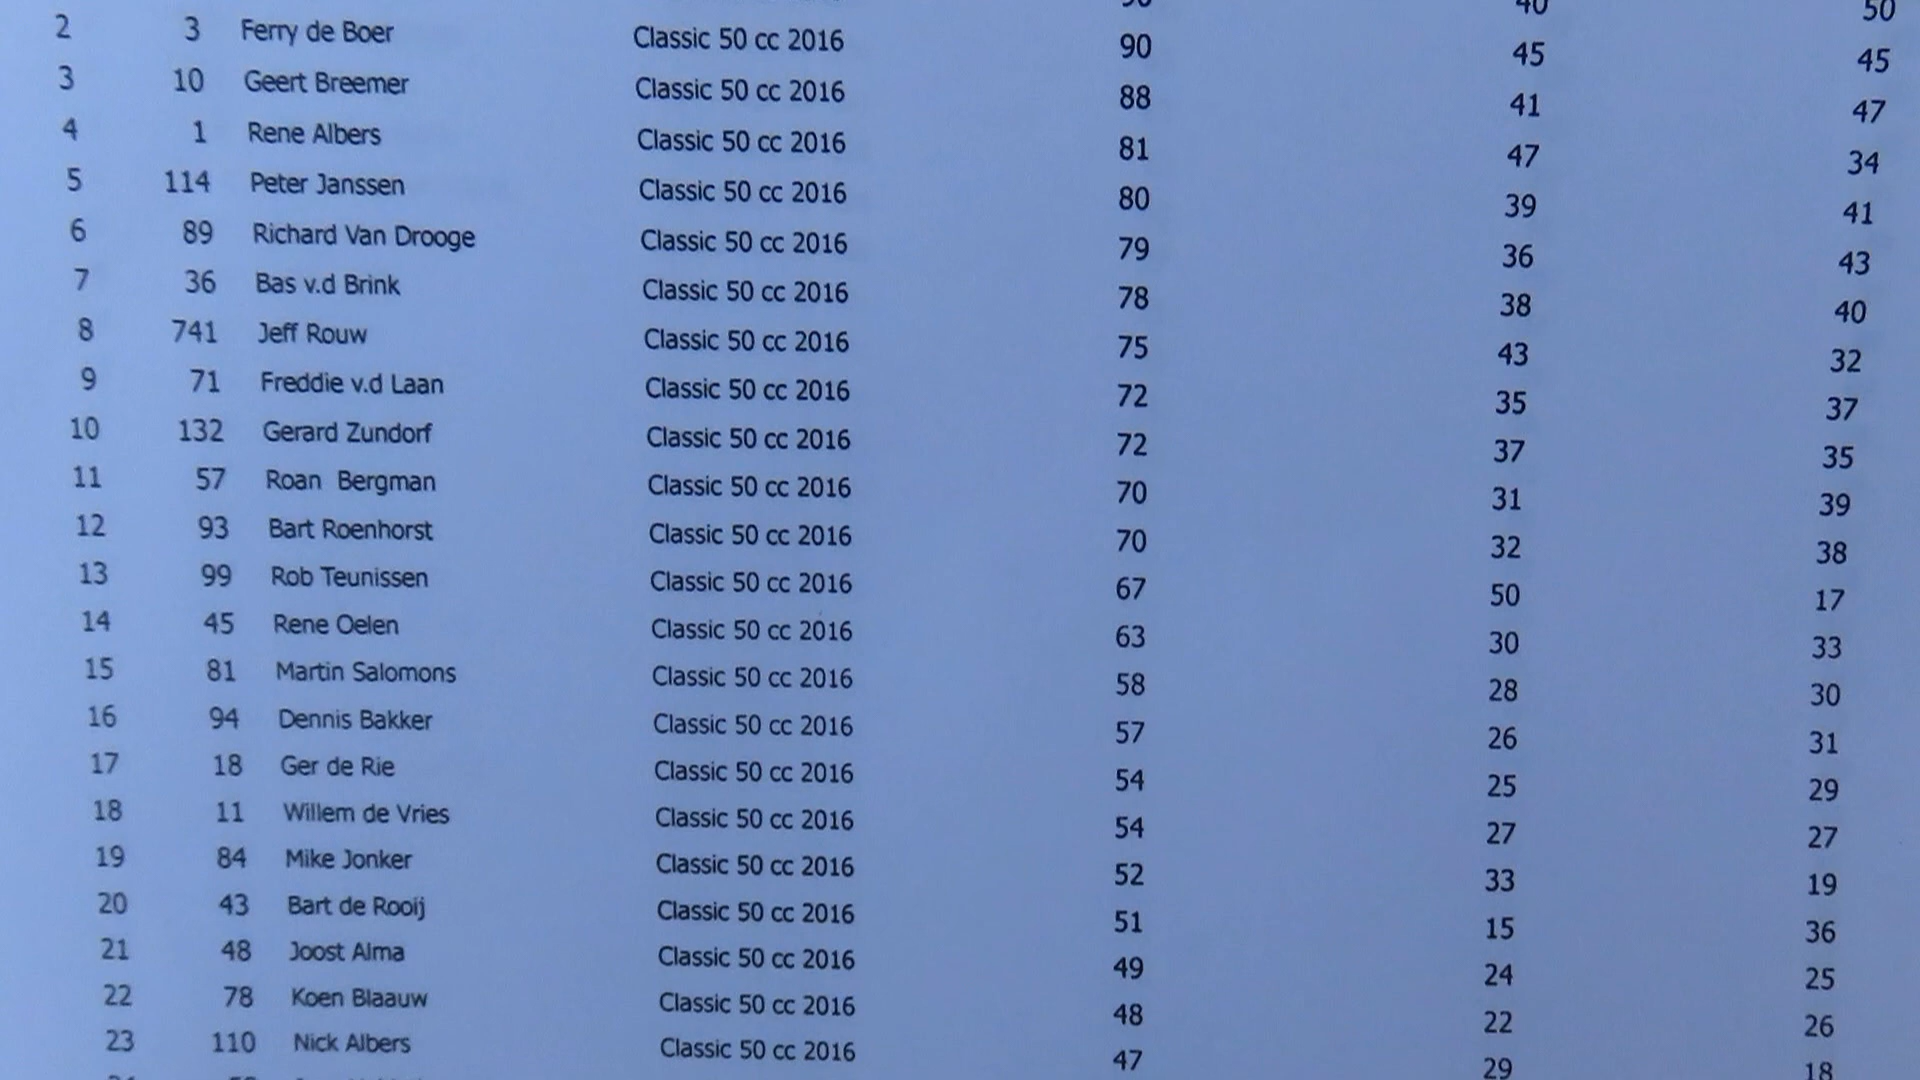 90 40 50
2 3 Ferry de Boer Classic 50 cc 2016 90 45 45
3 10 Geert Breemer Classic 50 cc 2016 88 41 47
4 1 Rene Albers Classic 50 cc 2016 81 47 34
5 114 Peter Janssen Classic 50 cc 2016 80 39 41
6 89 Richard Van Drooge Classic 50 cc 2016 79 36 43
7 36 Bas v.d Brink Classic 50 cc 2016 78 38 40
8 741 Jeff Rouw Classic 50 cc 2016 75 43 32
9 71 Freddie v.d Laan Classic 50 cc 2016 72 35 37
10 132 Gerard Zundorf Classic 50 cc 2016 72 37 35
11 57 Roan Bergman Classic 50 cc 2016 70 31 39
12 93 Bart Roenhorst Classic 50 cc 2016 70 32 38
13 99 Rob Teunissen Classic 50 cc 2016 67 50 17
14 45 Rene Oelen Classic 50 cc 2016 63 30 33
15 81 Martin Salomons Classic 50 cc 2016 58 28 30
16 94 Dennis Bakker Classic 50 cc 2016 57 26 31
17 18 Ger de Rie Classic 50 cc 2016 54 25 29
18 11 Willem de Vries Classic 50 cc 2016 54 27 27
19 84 Mike Jonker Classic 50 cc 2016 52 33 19
20 43 Bart de Rooij Classic 50 cc 2016 51 15 36
21 48 Joost Alma Classic 50 cc 2016 49 24 25
22 78 Koen Blaauw Classic 50 cc 2016 48 22 26
23 110 Nick Albers Classic 50 cc 2016 47 29 18